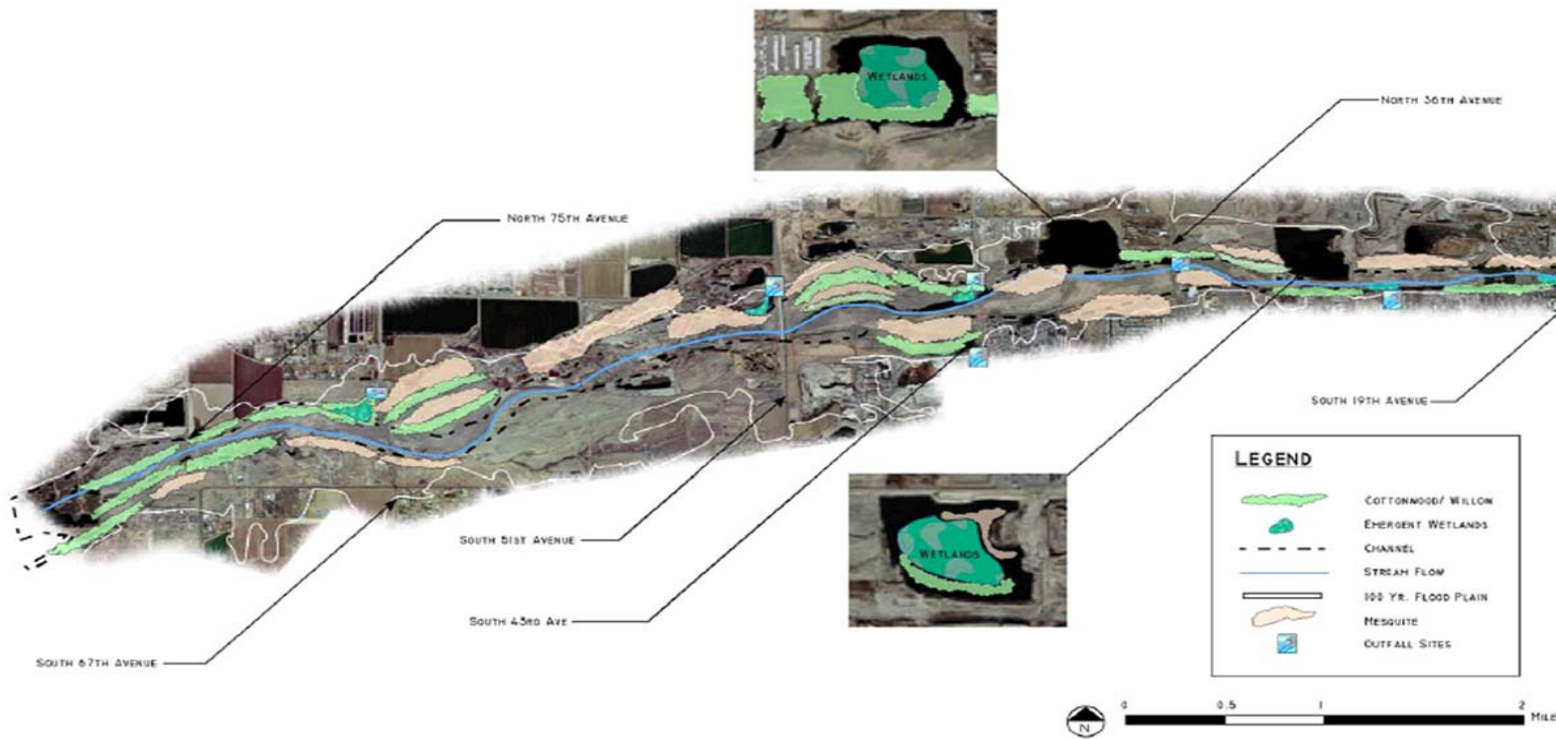 WETLANDS
NORTH 36TH AVENUE
NORTH 75TH AVENUE
SOUTH 19TH AVENUE
LEGEND
COTTONWOOD/ WILLOW
EMERGENT WETLANDS
CHANNEL
STREAM FLOW
100 YR. FLOOD PLAIN
MESQUITE
OUTFALL SITES
WETLANDS
SOUTH 51ST AVENUE
SOUTH 43RD AVE
SOUTH 67TH AVENUE
N
0 0.5 1 2 MILE